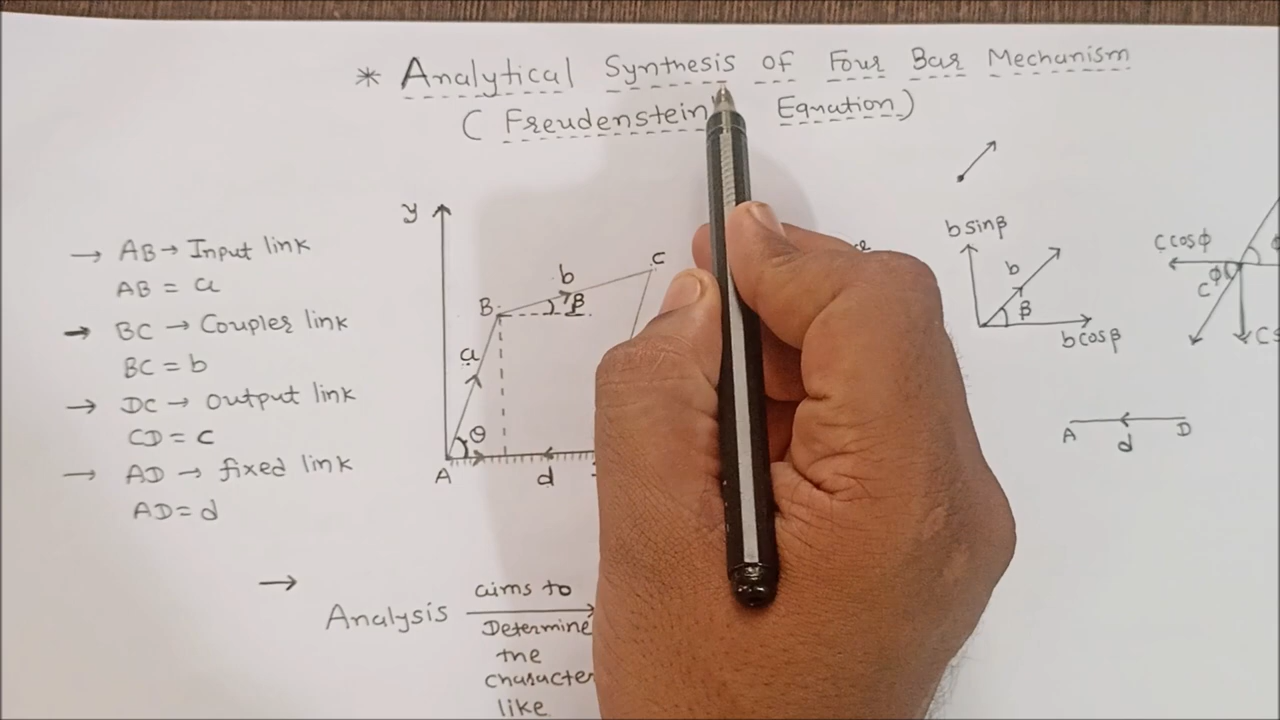 * Analytical Synthesis of Four Bar Mechanism
( Freudenstein Equation)
→ AB → Input link
AB = a
→ BC → Coupler link
BC = b
→ DC → output link
CD = c
→ AD → fixed link
AD = d
y
B
b
C
β
a
θ
A
d
b sinβ
b
β
b cosβ
c cosφ
φ
c
A
d
D
→
Analysis
aims to
Determine
the
like